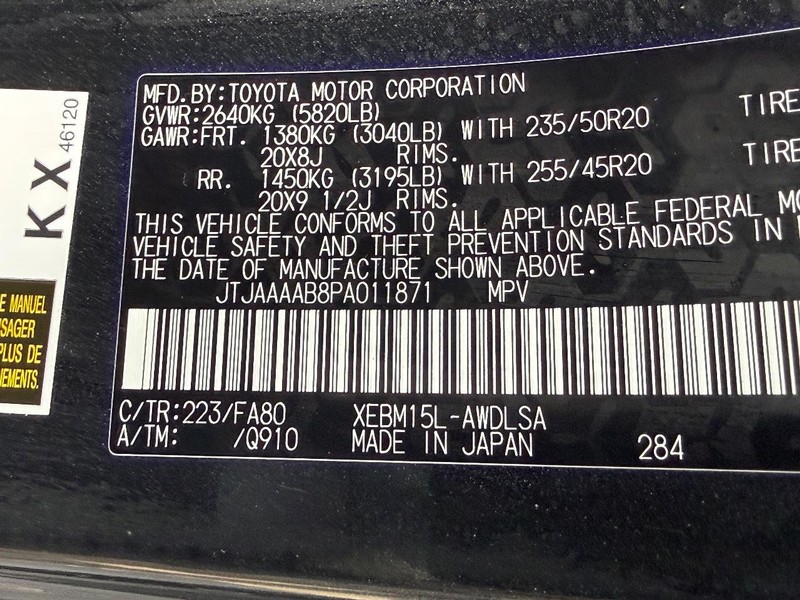 MFD.BY:TOYOTA MOTOR CORPORATION
GVWR:2640KG (5820LB)
GAWR:FRT. 1380KG (3040LB) WITH 235/50R20 TIRE
20X8J RIMS.
RR. 1450KG (3195LB) WITH 255/45R20 TIRE
20X9 1/2J RIMS.
THIS VEHICLE CONFORMS TO ALL APPLICABLE FEDERAL MO
VEHICLE SAFETY AND THEFT PREVENTION STANDARDS IN
THE DATE OF MANUFACTURE SHOWN ABOVE.
JTJAAAAB8PA011871 MPV
C/TR:223/FA80 XEBM15L-AWDLSA
A/TM: /Q910 MADE IN JAPAN 284
KX
46120
E MANUEL
SAGER
PLUS DE
NEMENTS.